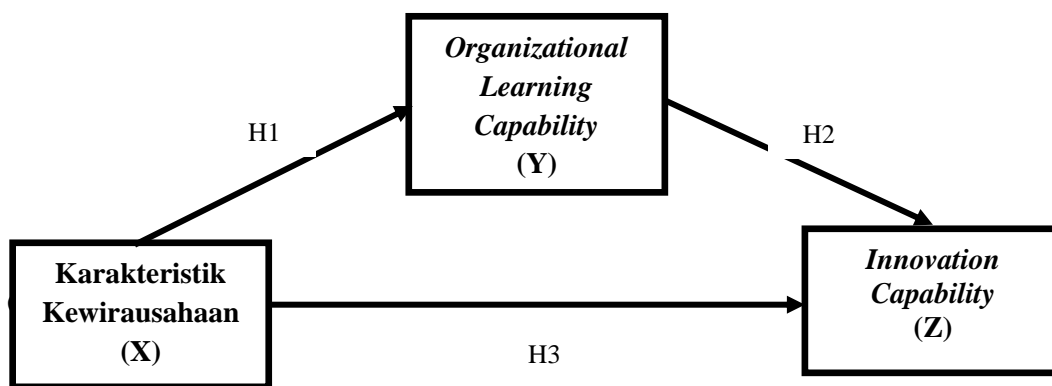 Organizational
Learning
Capability
(Y)
H1
H2
Karakteristik
Kewirausahaan
(X)
Innovation
Capability
(Z)
H3